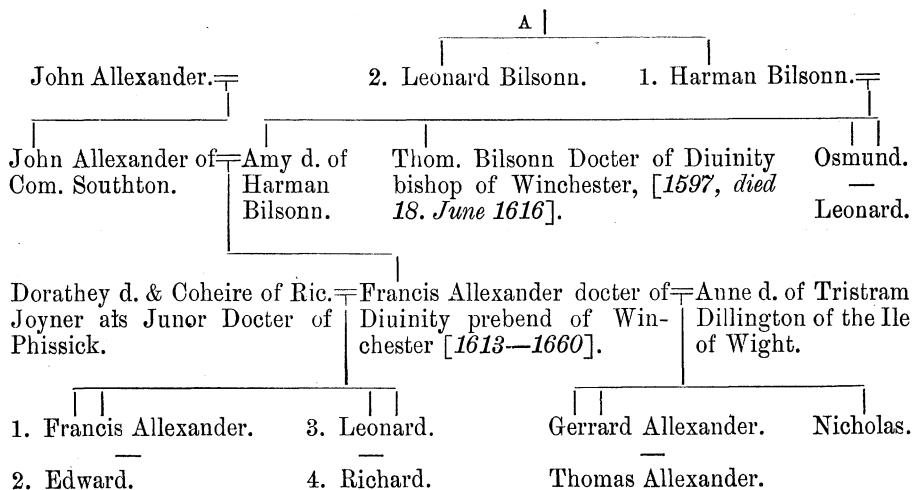 A
John Allexander.
2. Leonard Bilsonn.
1. Harman Bilsonn.
John Allexander of
Com. Southton.
Amy d. of
Harman
Bilsonn.
Thom. Bilsonn Docter of Diuinity
bishop of Winchester, [1597, died
18. June 1616].
Osmund.
—
Leonard.
Dorathey d. & Coheire of Ric.
Joyner als Junor Docter of
Phissick.
Francis Allexander docter of
Diuinity prebend of Win-
chester [1613—1660].
Anne d. of Tristram
Dillington of the Ile
of Wight.
1. Francis Allexander.
—
2. Edward.
3. Leonard.
—
4. Richard.
Gerrard Allexander.
—
Thomas Allexander.
Nicholas.